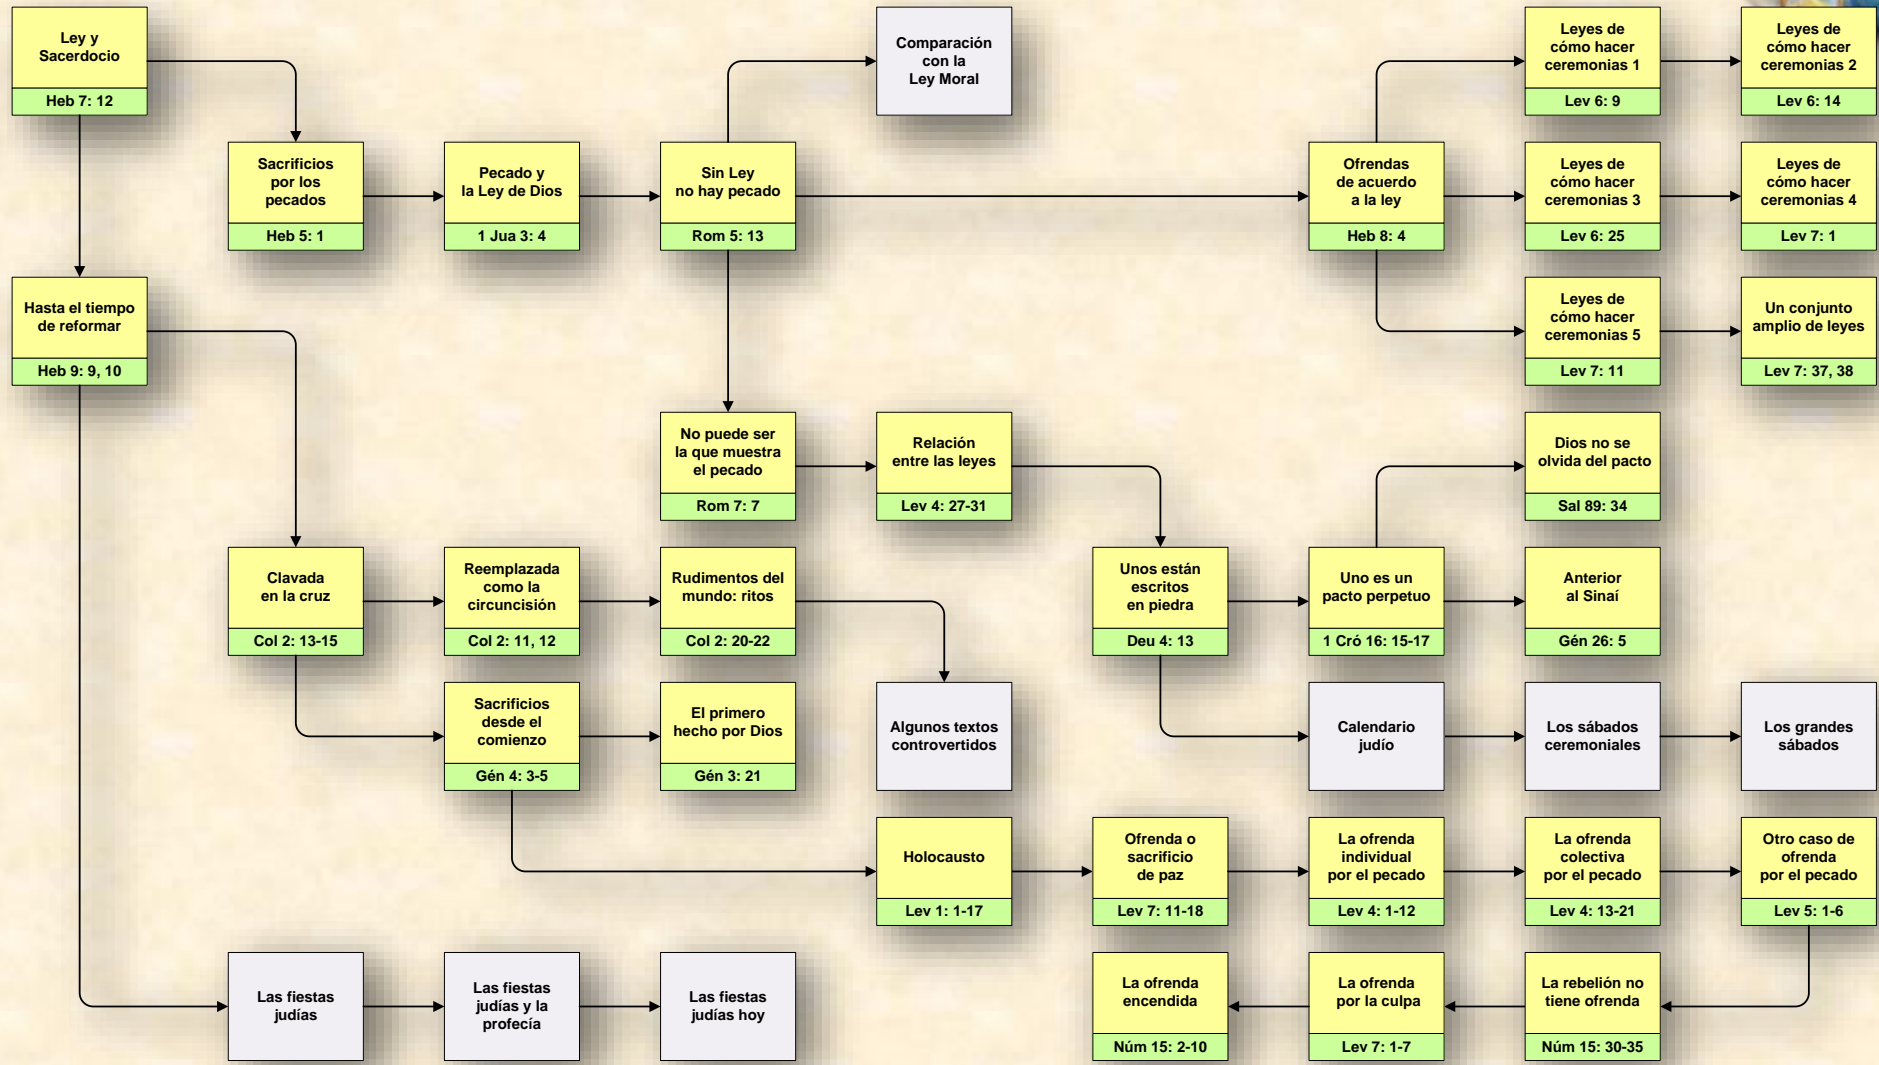 Ley y
Sacerdocio
Heb 7: 12
Comparación
con la
Ley Moral
Leyes de
cómo hacer
ceremonias 1
Lev 6: 9
Leyes de
cómo hacer
ceremonias 2
Lev 6: 14
Sacrificios
por los
pecados
Heb 5: 1
Pecado y
la Ley de Dios
1 Jua 3: 4
Sin Ley
no hay pecado
Rom 5: 13
Ofrendas
de acuerdo
a la ley
Heb 8: 4
Leyes de
cómo hacer
ceremonias 3
Lev 6: 25
Leyes de
cómo hacer
ceremonias 4
Lev 7: 1
Hasta el tiempo
de reformar
Heb 9: 9, 10
Leyes de
cómo hacer
ceremonias 5
Lev 7: 11
Un conjunto
amplio de leyes
Lev 7: 37, 38
No puede ser
la que muestra
el pecado
Rom 7: 7
Relación
entre las leyes
Lev 4: 27-31
Dios no se
olvida del pacto
Sal 89: 34
Clavada
en la cruz
Col 2: 13-15
Reemplazada
como la
circuncisión
Col 2: 11, 12
Rudimentos del
mundo: ritos
Col 2: 20-22
Unos están
escritos
en piedra
Deu 4: 13
Uno es un
pacto perpetuo
1 Cró 16: 15-17
Anterior
al Sinaí
Gén 26: 5
Sacrificios
desde el
comienzo
Gén 4: 3-5
El primero
hecho por Dios
Gén 3: 21
Algunos textos
controvertidos
Calendario
judío
Los sábados
ceremoniales
Los grandes
sábados
Holocausto
Lev 1: 1-17
Ofrenda o
sacrificio
de paz
Lev 7: 11-18
La ofrenda
individual
por el pecado
Lev 4: 1-12
La ofrenda
colectiva
por el pecado
Lev 4: 13-21
Otro caso de
ofrenda
por el pecado
Lev 5: 1-6
Las fiestas
judías
Las fiestas
judías y la
profecía
Las fiestas
judías hoy
La ofrenda
encendida
Núm 15: 2-10
La ofrenda
por la culpa
Lev 7: 1-7
La rebelión no
tiene ofrenda
Núm 15: 30-35